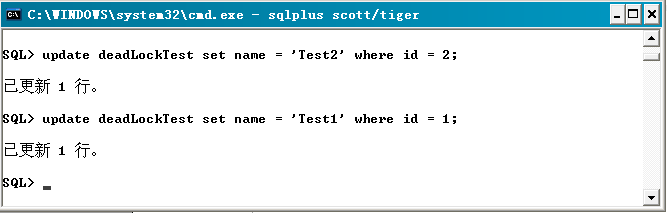 C:\WINDOWS\system32\cmd.exe - sqlplus scott/tiger
SQL> update deadLockTest set name = 'Test2' where id = 2;
已更新 1 行。
SQL> update deadLockTest set name = 'Test1' where id = 1;
已更新 1 行。
SQL>